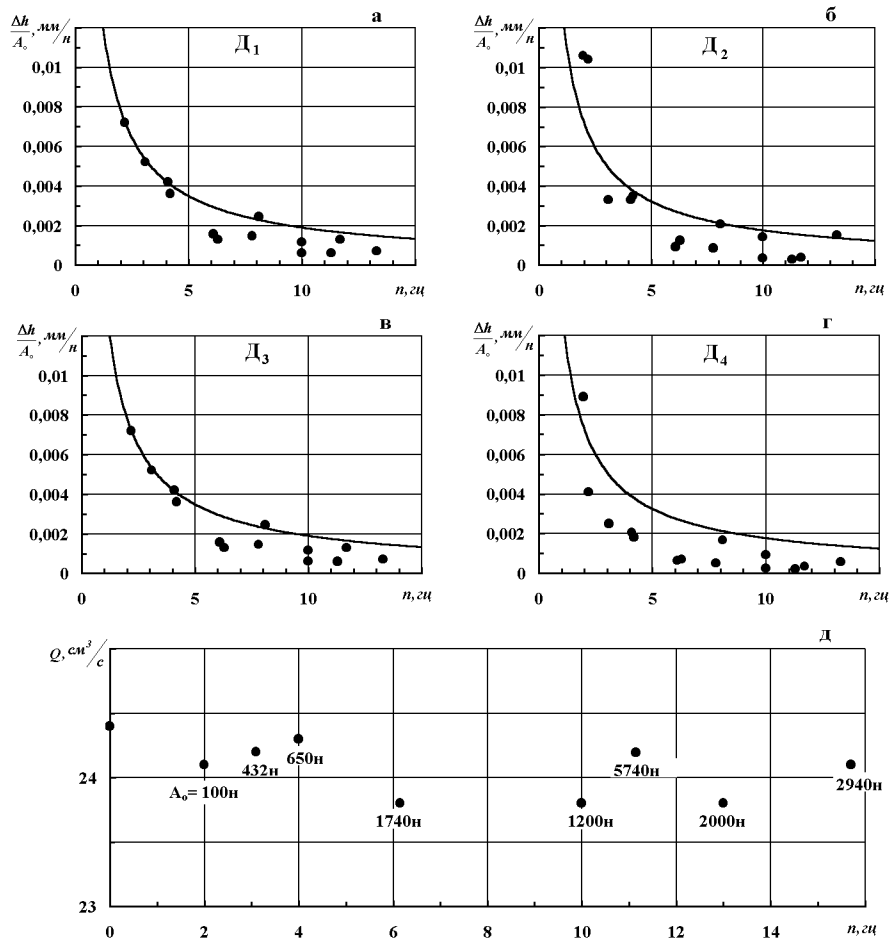 Δh/A₀, мм/н а
Д₁
0,01
0,008
0,006
0,004
0,002
0
0 5 10 n, гц
Δh/A₀, мм/н б
Д₂
0,01
0,008
0,006
0,004
0,002
0
0 5 10 n, гц
Δh/A₀, мм/н в
Д₃
0,01
0,008
0,006
0,004
0,002
0
0 5 10 n, гц
Δh/A₀, мм/н г
Д₄
0,01
0,008
0,006
0,004
0,002
0
0 5 10 n, гц
Q, см³/с д
24
23
A₀= 100н
432н
650н
1740н
1200н
5740н
2000н
2940н
0 2 4 6 8 10 12 14 n, гц